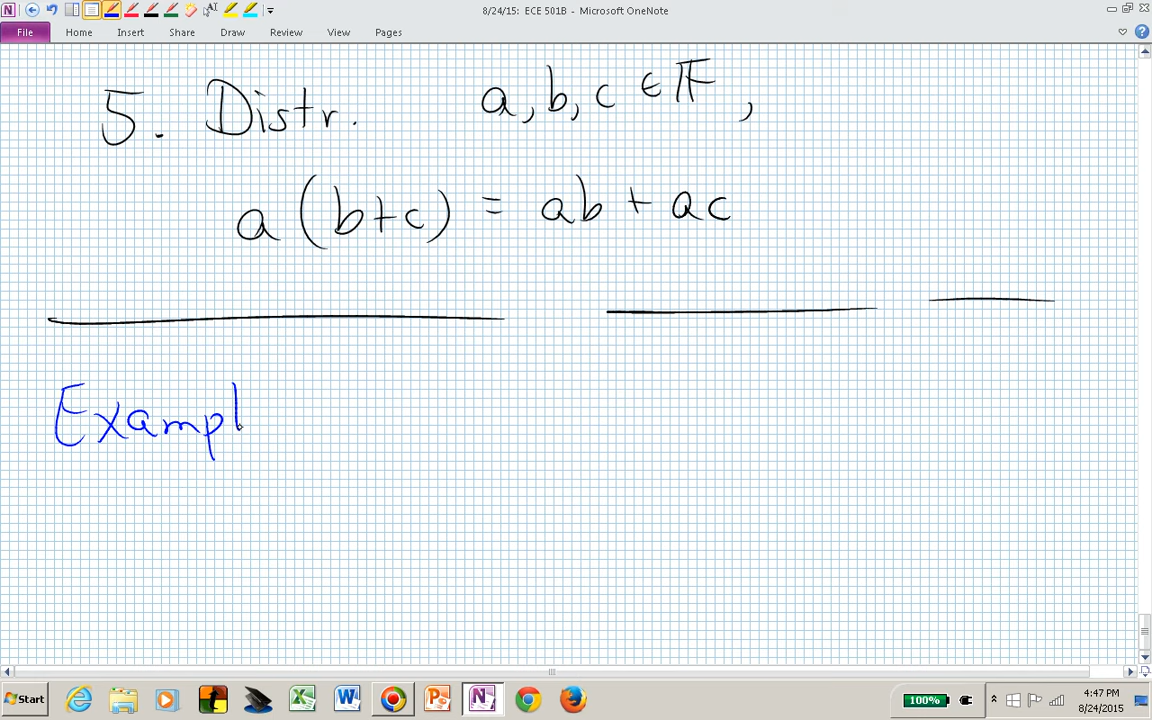 8/24/15: ECE 501B - Microsoft OneNote
File Home Insert Share Draw Review View Pages
5. Distr. a, b, c ∈ 𝔽,
a(b+c) = ab + ac
Exampl
Start 100% 4:47 PM
8/24/2015